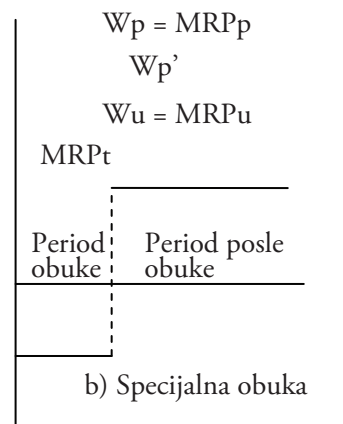 Wp = MRPp
Wp’
Wu = MRPu
MRPt
Period obuke
Period posle obuke
b) Specijalna obuka